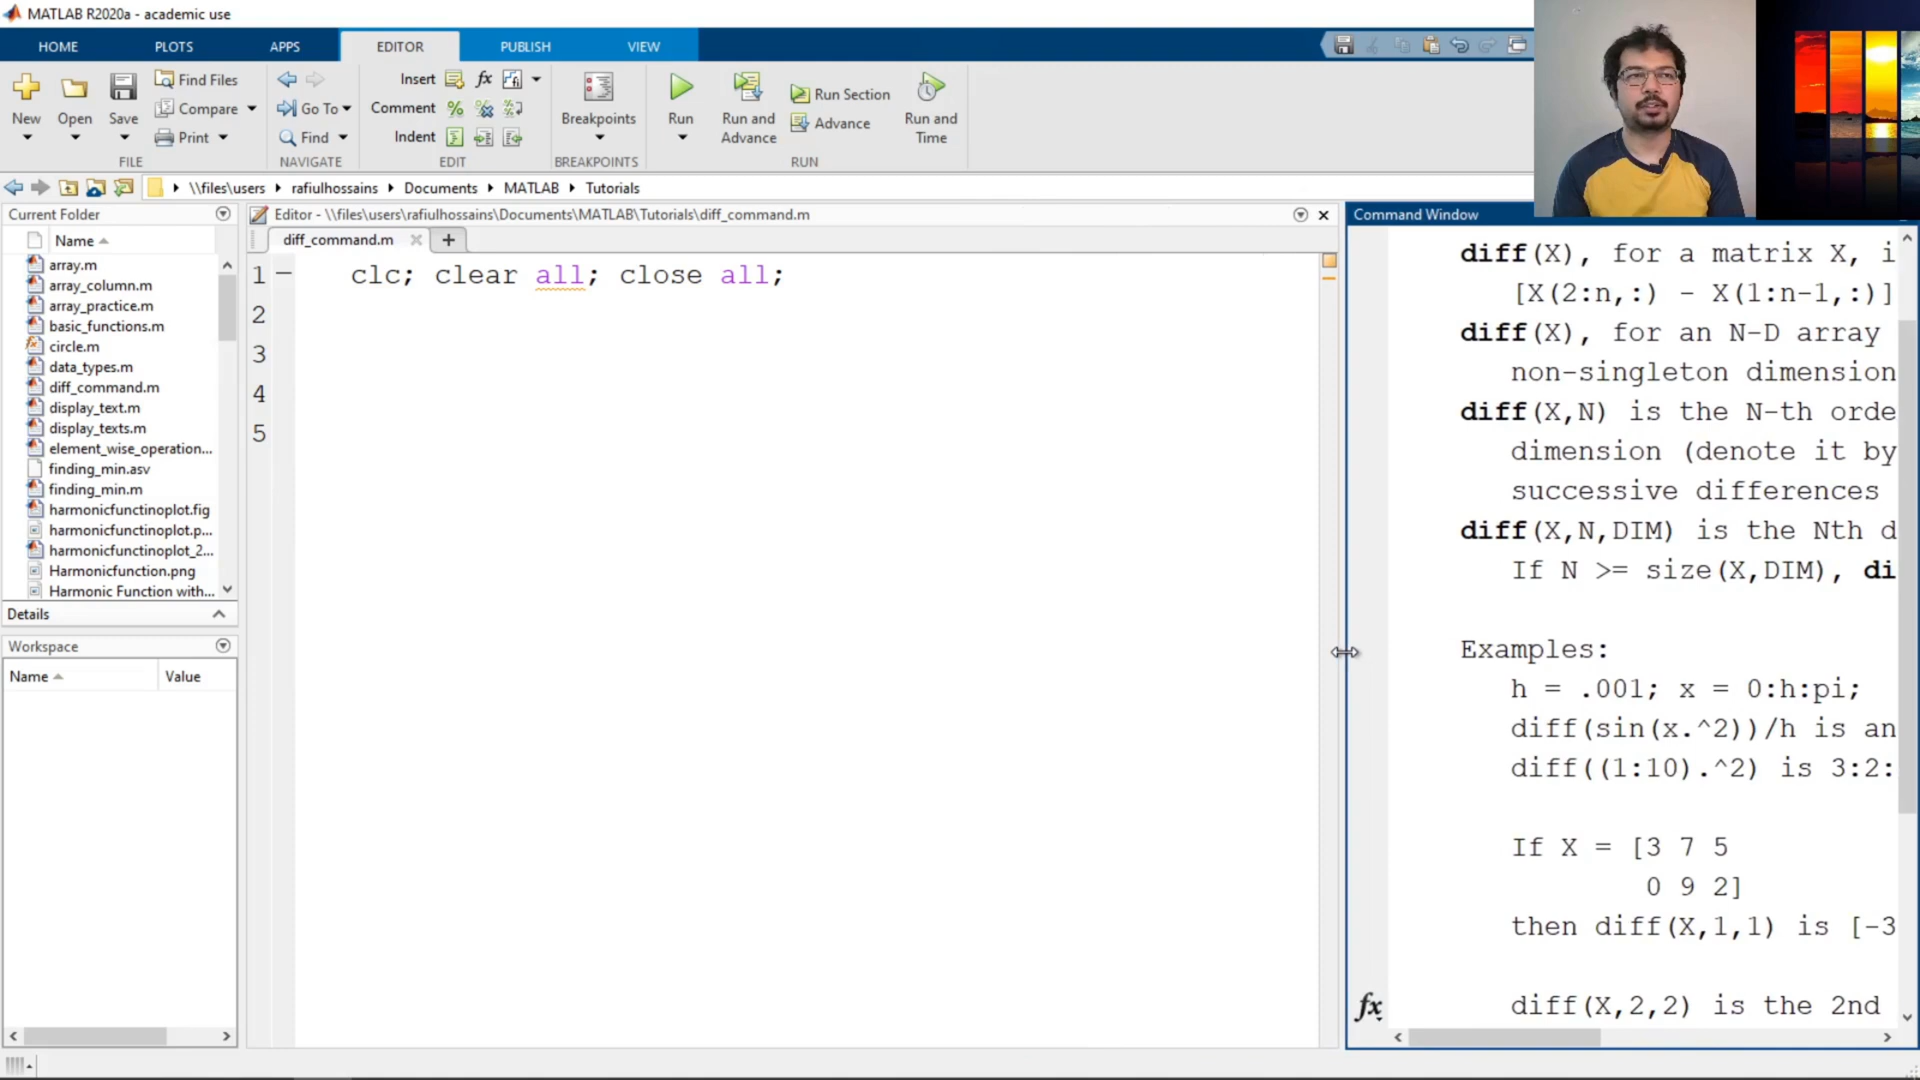 MATLAB R2020a - academic use
HOME PLOTS APPS EDITOR PUBLISH VIEW
New Open Save Find Files Compare Print
FILE
Go To Find
NAVIGATE
Insert fx
Comment %
Indent
EDIT
Breakpoints
BREAKPOINTS
Run Run and Advance Run Section Advance Run and Time
RUN
\\files\users rafiulhossains Documents MATLAB Tutorials
Current Folder
Name
array.m
array_column.m
array_practice.m
basic_functions.m
circle.m
data_types.m
diff_command.m
display_text.m
display_texts.m
element_wise_operation...
finding_min.asv
finding_min.m
harmonicfunctinoplot.fig
harmonicfunctinoplot.p...
harmonicfunctinoplot_2...
Harmonicfunction.png
Harmonic Function with...
Details
Workspace
Name Value
Editor - \\files\users\rafiulhossains\Documents\MATLAB\Tutorials\diff_command.m
diff_command.m
1 clc; clear all; close all;
2
3
4
5
Command Window
diff(X), for a matrix X, i
[X(2:n,:) - X(1:n-1,:)]
diff(X), for an N-D array
non-singleton dimension
diff(X,N) is the N-th orde
dimension (denote it by
successive differences
diff(X,N,DIM) is the Nth d
If N >= size(X,DIM), di
Examples:
h = .001; x = 0:h:pi;
diff(sin(x.^2))/h is an
diff((1:10).^2) is 3:2:
If X = [3 7 5
0 9 2]
then diff(X,1,1) is [-3
fx diff(X,2,2) is the 2nd